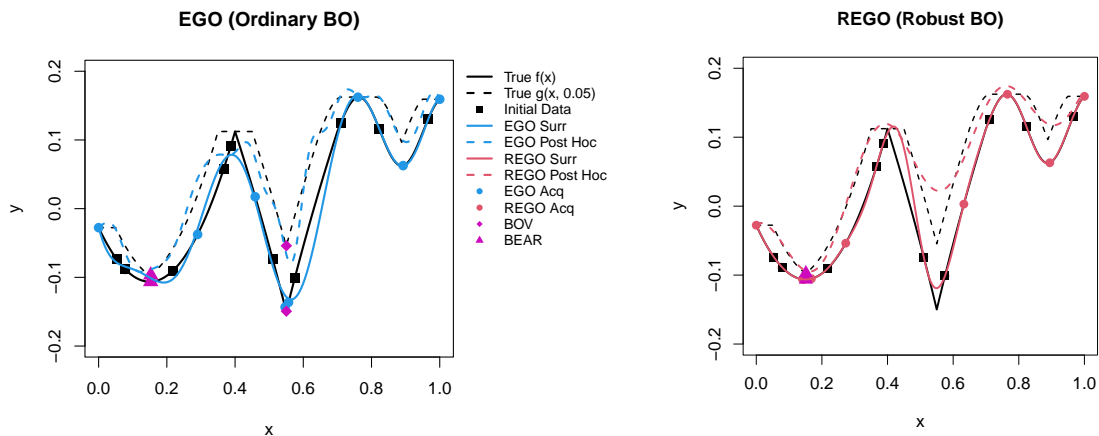 EGO (Ordinary BO)
y
0.2
0.1
0.0
−0.1
−0.2
0.0 0.2 0.4 0.6 0.8 1.0
x
True f(x)
True g(x, 0.05)
Initial Data
EGO Surr
EGO Post Hoc
REGO Surr
REGO Post Hoc
EGO Acq
REGO Acq
BOV
BEAR
REGO (Robust BO)
y
0.2
0.1
0.0
−0.1
−0.2
0.0 0.2 0.4 0.6 0.8 1.0
x